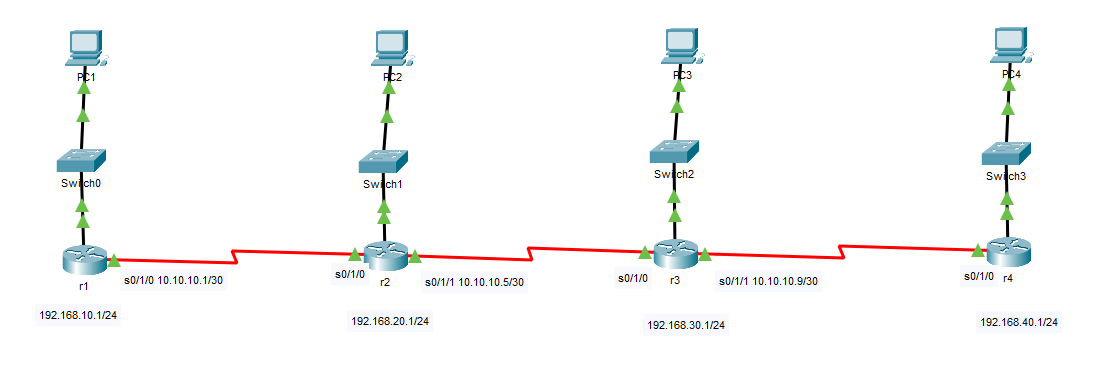 PC1
PC2
PC3
PC4
Switch0
Switch1
Switch2
Switch3
s0/1/0 10.10.10.1/30
s0/1/0
s0/1/1 10.10.10.5/30
s0/1/0
s0/1/1 10.10.10.9/30
s0/1/0
r1
r2
r3
r4
192.168.10.1/24
192.168.20.1/24
192.168.30.1/24
192.168.40.1/24